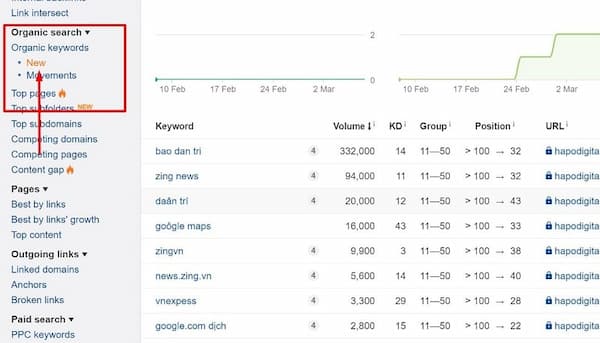 Link intersect
Organic search ▾
Organic keywords
• New
• Movements
Top pages
Top subfolders NEW
Top subdomains
Competing domains
Competing pages
Content gap
Pages ▾
Best by links
Best by links' growth
Top content
Outgoing links ▾
Linked domains
Anchors
Broken links
Paid search ▾
PPC keywords
2
0
10 Feb 17 Feb 24 Feb 2 Mar
10 Feb 17 Feb 24 Feb 2 Mar
Keyword Volume ↓ i KD i Group i Position i URL i
bao dan tri 4 332,000 14 11—50 > 100 → 32 hapodigita
zing news 4 94,000 11 11—50 > 100 → 32 hapodigita
daân trí 4 20,000 12 11—50 > 100 → 43 hapodigita
goôgle maps 16,000 43 11—50 > 100 → 33 hapodigita
zingvn 4 9,900 3 11—50 > 100 → 38 hapodigita
news.zing.vn 4 5,600 14 11—50 > 100 → 40 hapodigita
vnexpess 4 3,300 29 11—50 > 100 → 28 hapodigita
google.com dịch 4 2,800 15 11—50 > 100 → 22 hapodigita